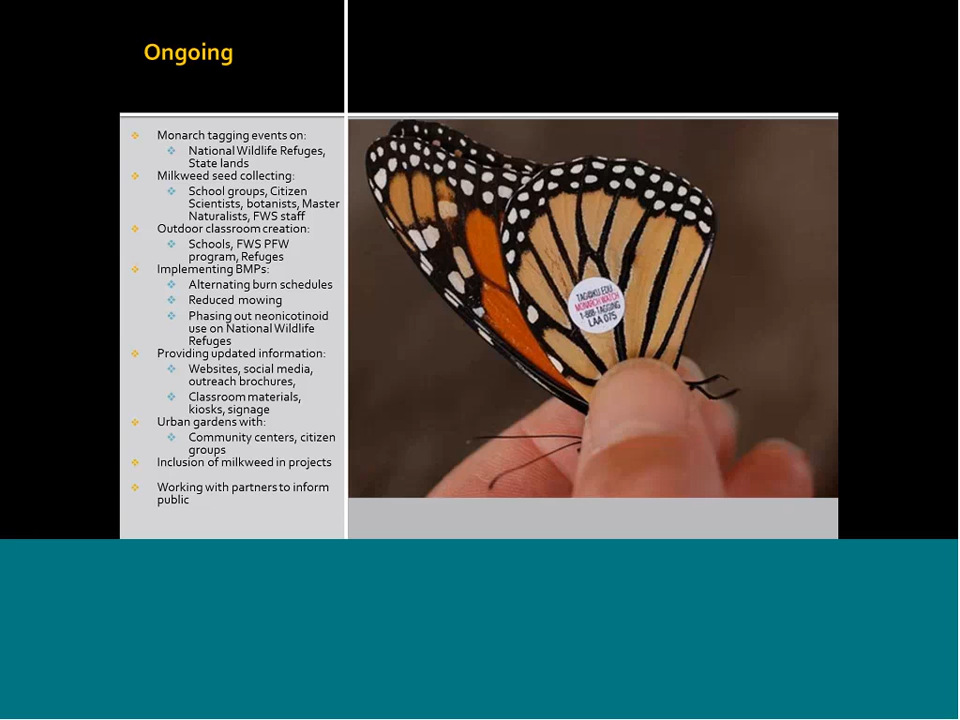 Ongoing
Monarch tagging events on:
National Wildlife Refuges,
State lands
Milkweed seed collecting:
School groups, Citizen
Scientists, botanists, Master
Naturalists, FWS staff
Outdoor classroom creation:
Schools, FWS PFW
program, Refuges
Implementing BMPs:
Alternating burn schedules
Reduced mowing
Phasing out neonicotinoid
use on National Wildlife
Refuges
Providing updated information:
Websites, social media,
outreach brochures,
Classroom materials,
kiosks, signage
Urban gardens with:
Community centers, citizen
groups
Inclusion of milkweed in projects
Working with partners to inform
public
TAG@KU.EDU
MONARCH WATCH
1-888-TAGGING
LAA 075